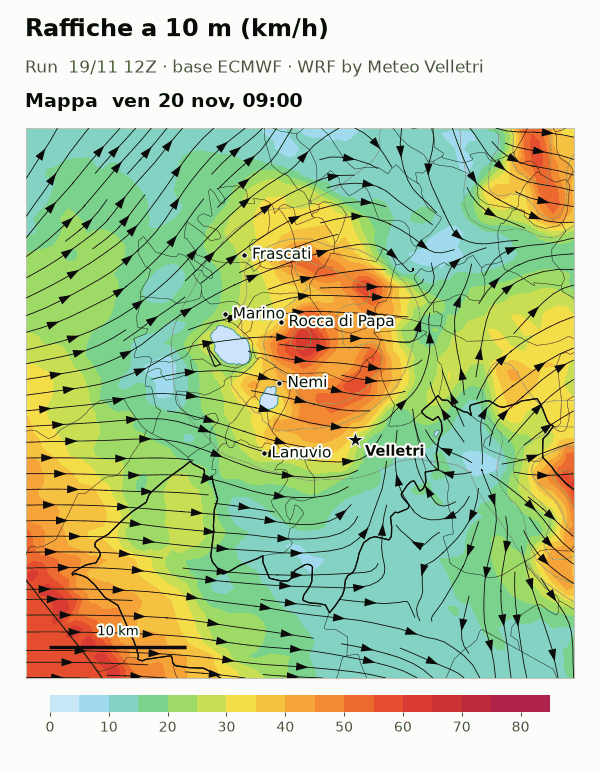 Raffiche a 10 m (km/h)
Run  19/11 12Z · base ECMWF · WRF by Meteo Velletri
Mappa  ven 20 nov, 09:00
Frascati
Marino
Rocca di Papa
Nemi
Velletri
Lanuvio
10 km
0 10 20 30 40 50 60 70 80